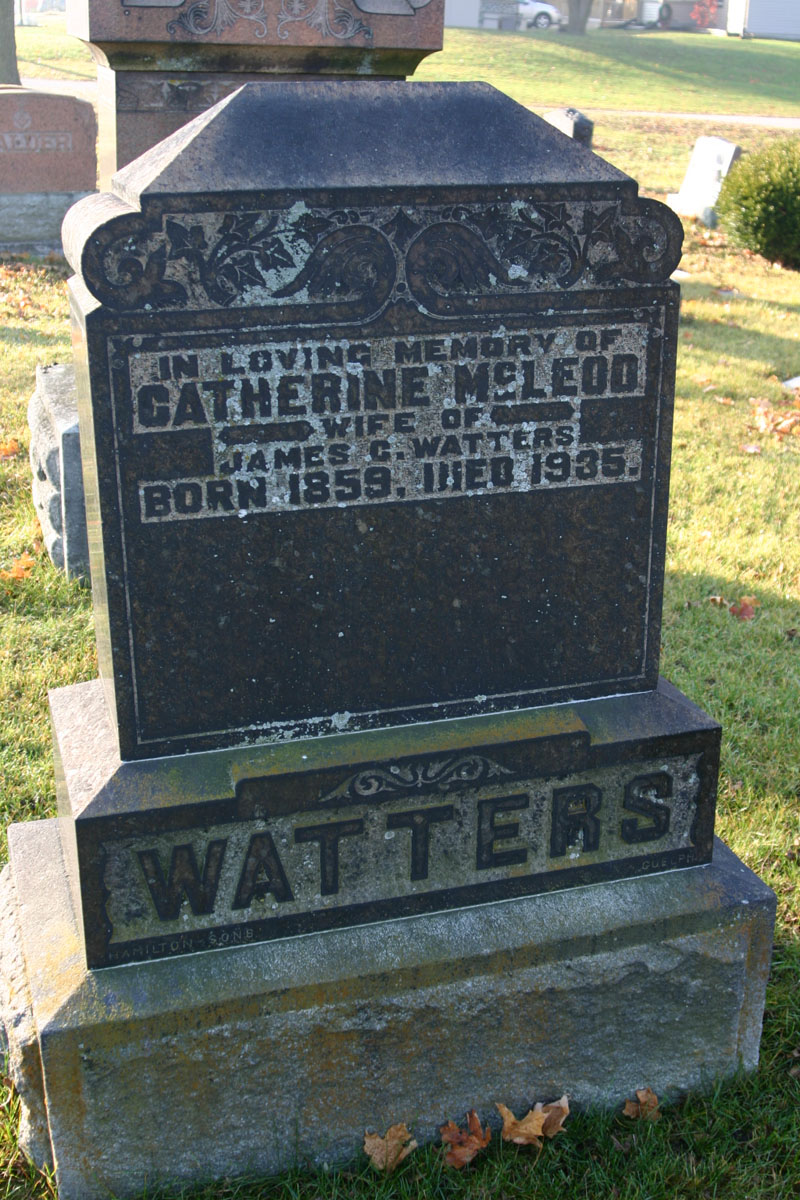 IN LOVING MEMORY OF
CATHERINE McLEOD
WIFE OF
JAMES G. WATTERS
BORN 1859, DIED 1935.
WATTERS
HAMILTON-SONS
GUELPH